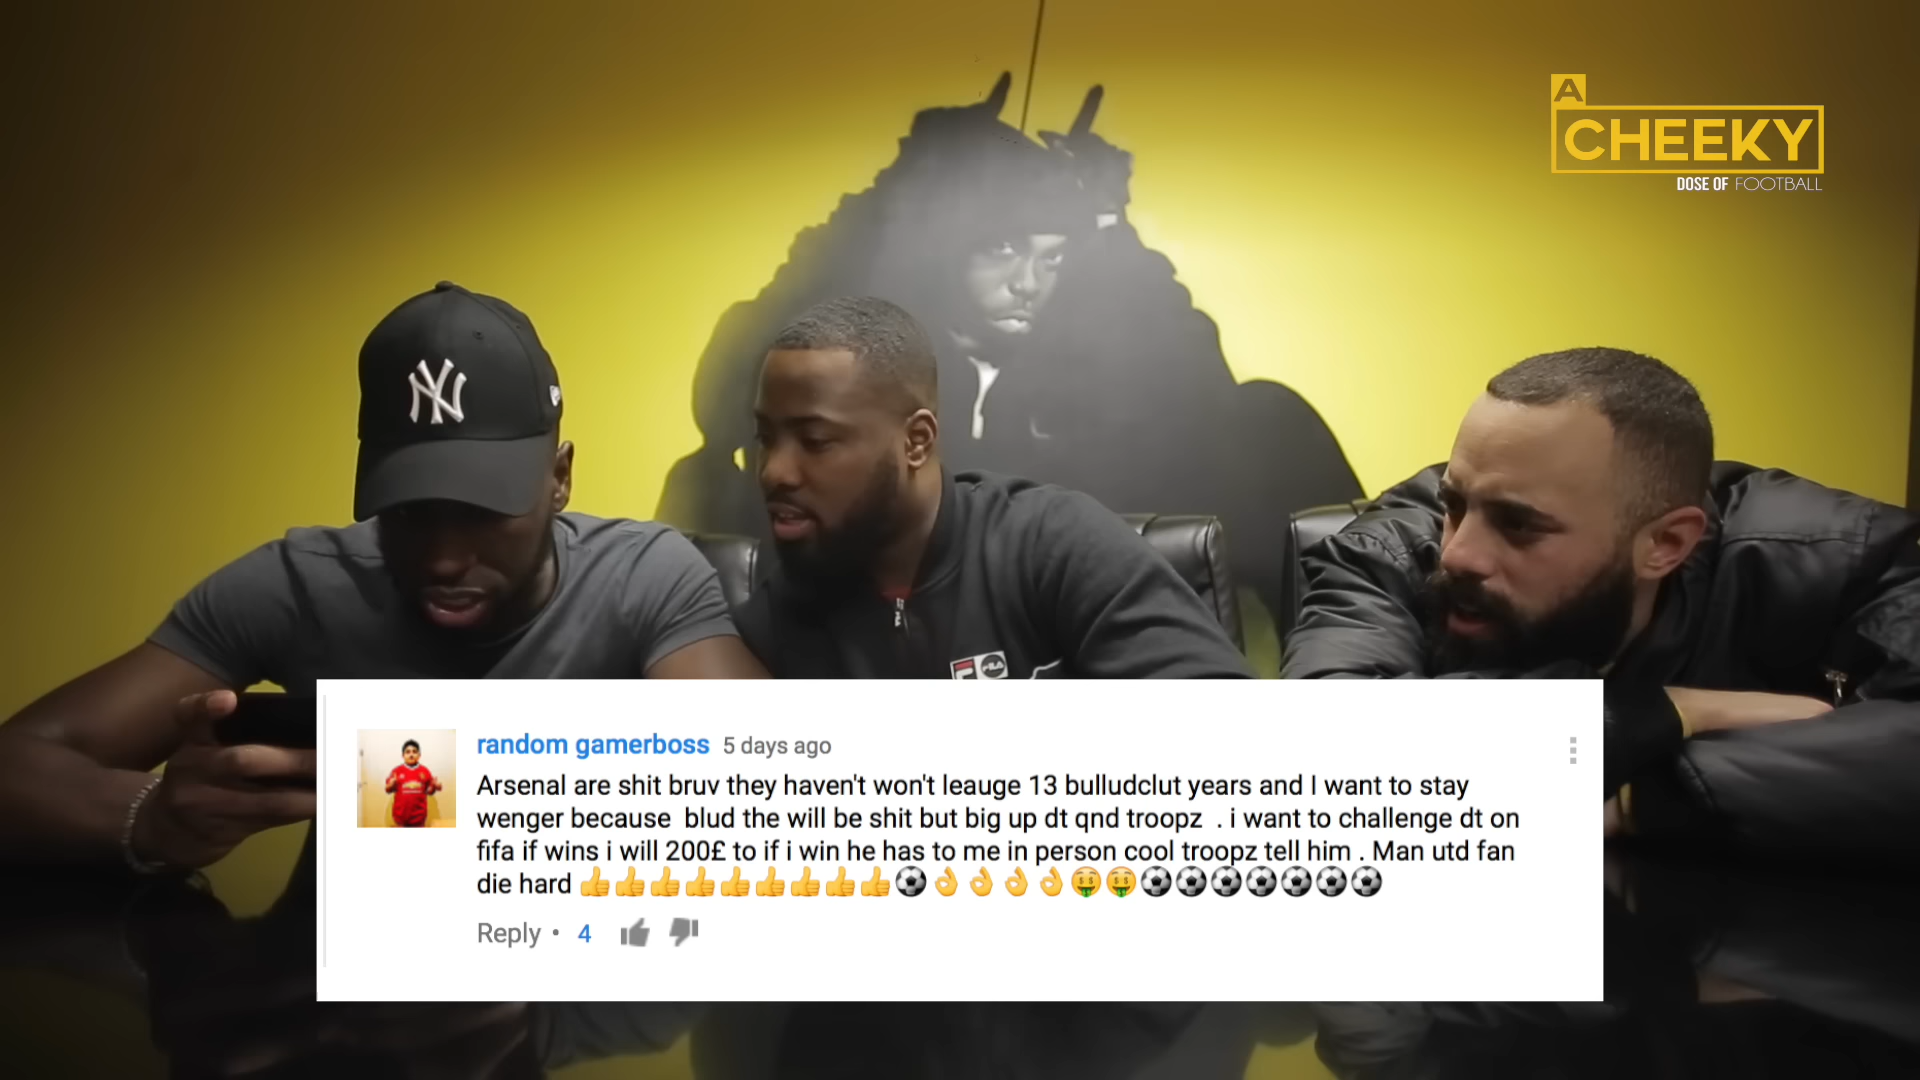 A
CHEEKY
DOSE OF FOOTBALL
NY
FILA
random gamerboss 5 days ago
Arsenal are shit bruv they haven't won't leauge 13 bulludclut years and I want to stay
wenger because blud the will be shit but big up dt qnd troopz . i want to challenge dt on
fifa if wins i will 200£ to if i win he has to me in person cool troopz tell him . Man utd fan
die hard 👍👍👍👍👍👍👍👍👍⚽👌👌👌👌🤑🤑⚽⚽⚽⚽⚽⚽⚽
Reply • 4